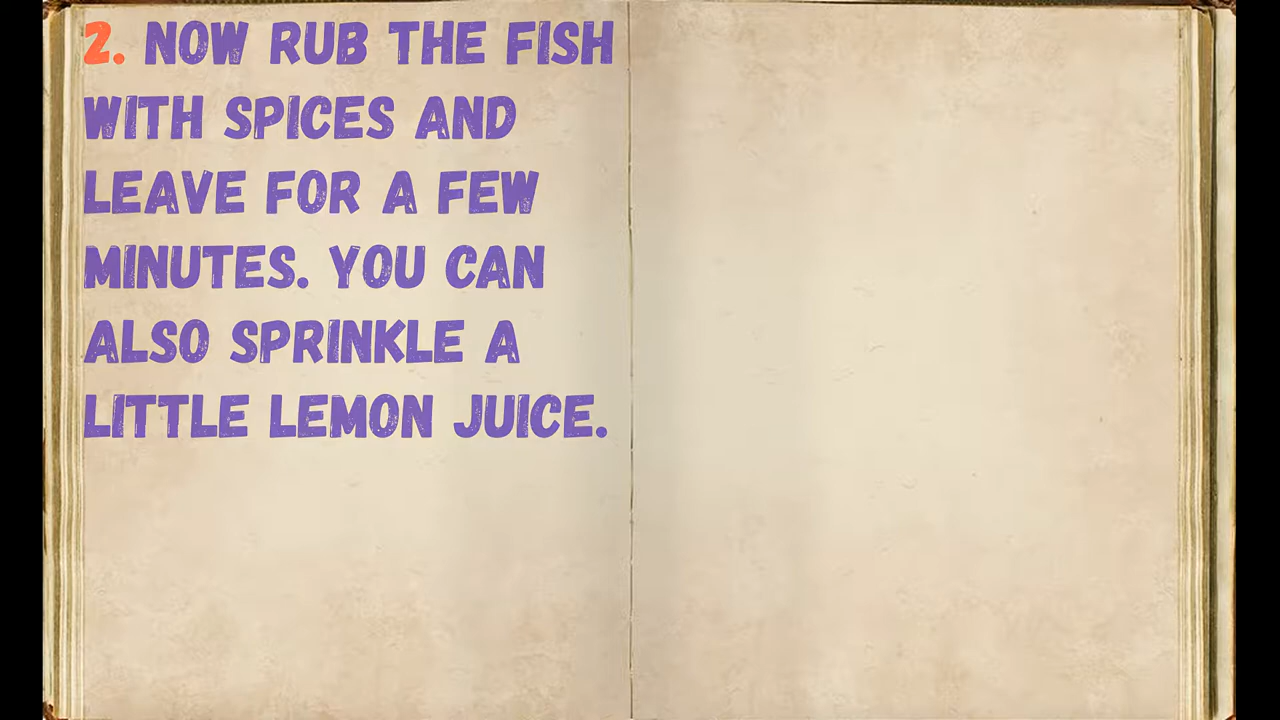 2. NOW RUB THE FISH
WITH SPICES AND
LEAVE FOR A FEW
MINUTES. YOU CAN
ALSO SPRINKLE A
LITTLE LEMON JUICE.